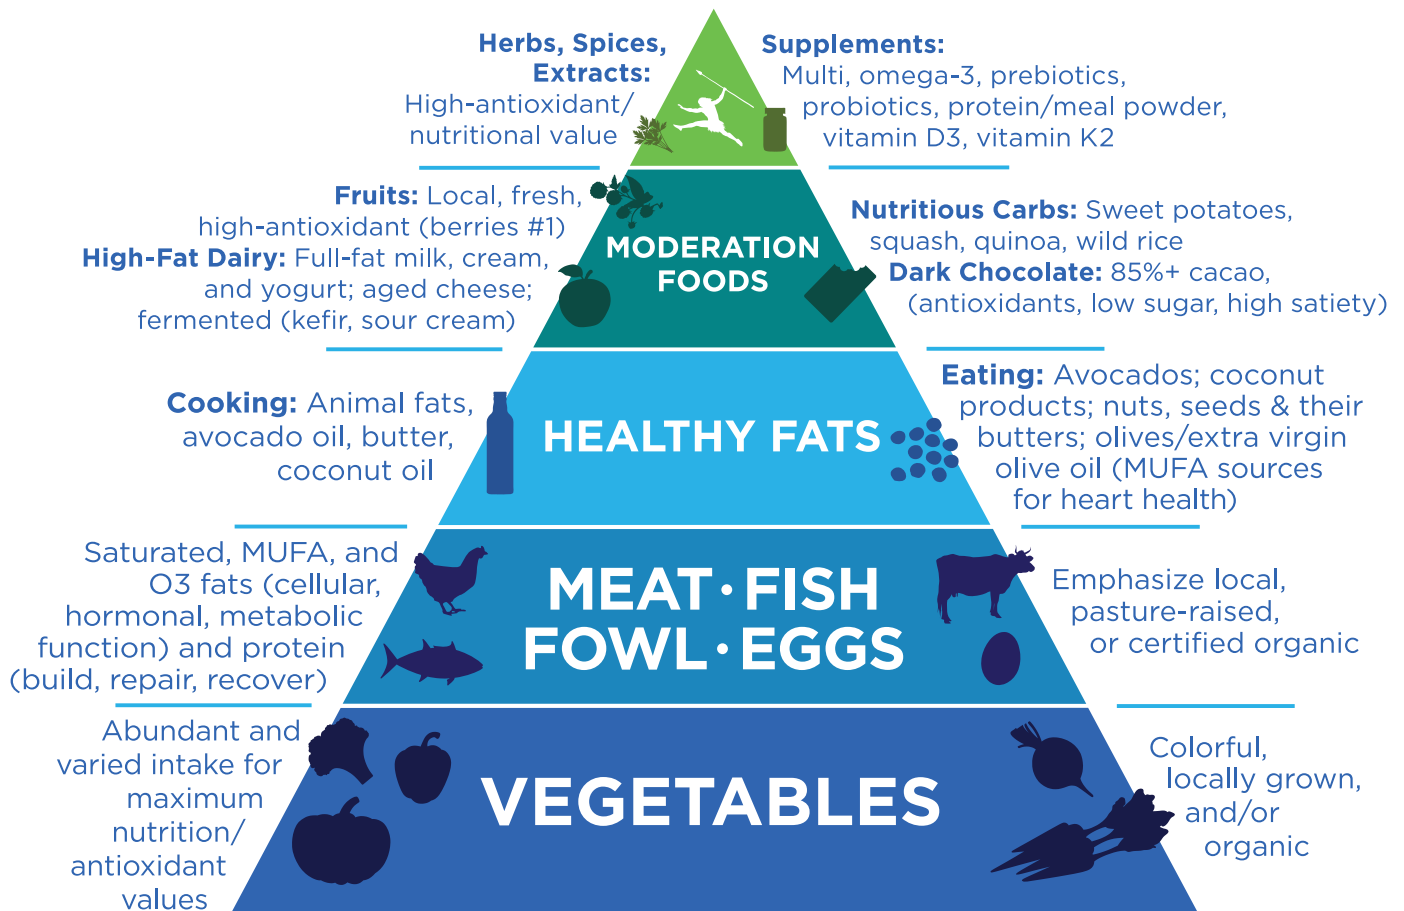 Herbs, Spices,
Extracts:
High-antioxidant/
nutritional value
Supplements:
Multi, omega-3, prebiotics,
probiotics, protein/meal powder,
vitamin D3, vitamin K2
Fruits: Local, fresh,
high-antioxidant (berries #1)
High-Fat Dairy: Full-fat milk, cream,
and yogurt; aged cheese;
fermented (kefir, sour cream)
MODERATION
FOODS
Nutritious Carbs: Sweet potatoes,
squash, quinoa, wild rice
Dark Chocolate: 85%+ cacao,
(antioxidants, low sugar, high satiety)
Cooking: Animal fats,
avocado oil, butter,
coconut oil
HEALTHY FATS
Eating: Avocados; coconut
products; nuts, seeds & their
butters; olives/extra virgin
olive oil (MUFA sources
for heart health)
Saturated, MUFA, and
O3 fats (cellular,
hormonal, metabolic
function) and protein
(build, repair, recover)
MEAT · FISH
FOWL · EGGS
Emphasize local,
pasture-raised,
or certified organic
Abundant and
varied intake for
maximum
nutrition/
antioxidant
values
VEGETABLES
Colorful,
locally grown,
and/or
organic